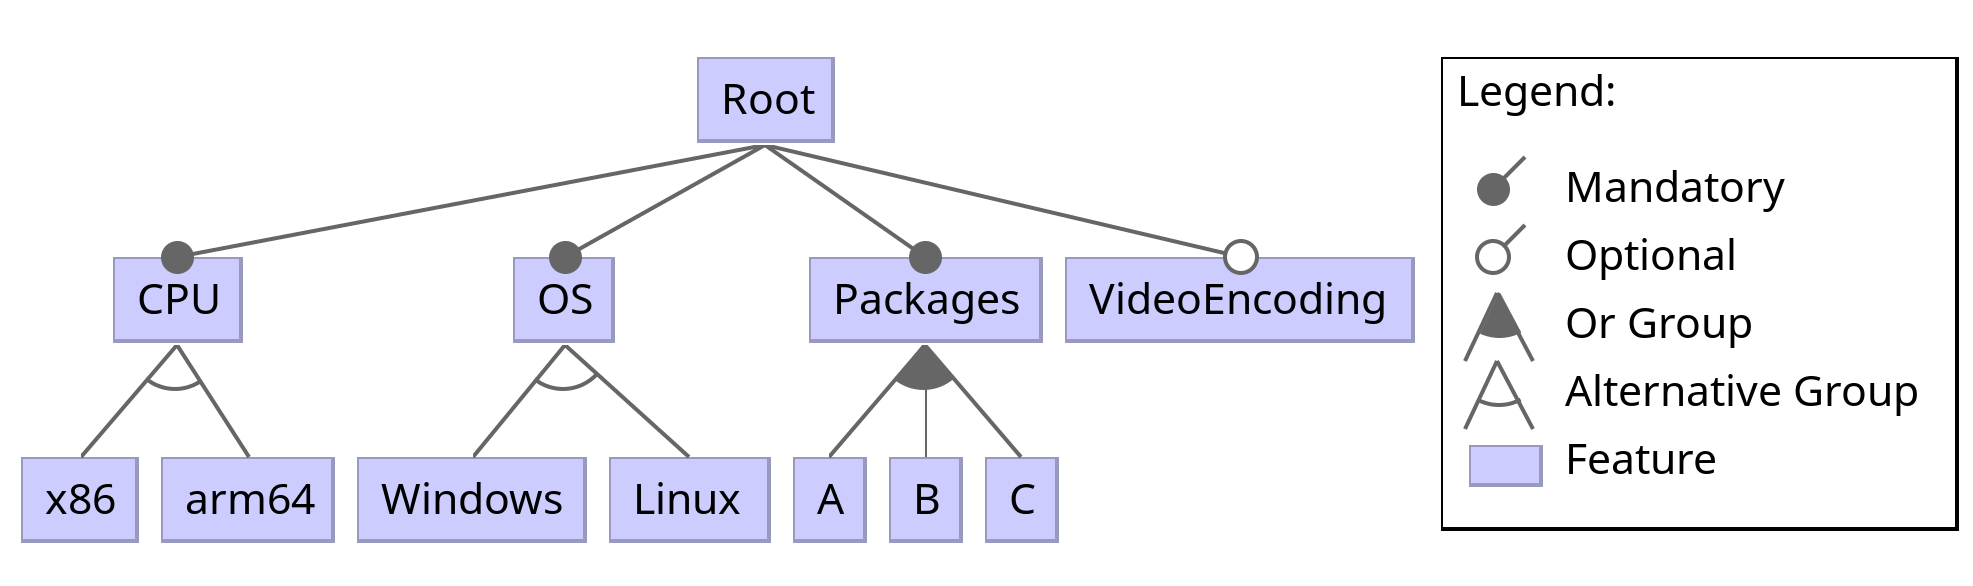 Root
CPU
OS
Packages
VideoEncoding
x86
arm64
Windows
Linux
A
B
C
Legend:
Mandatory
Optional
Or Group
Alternative Group
Feature